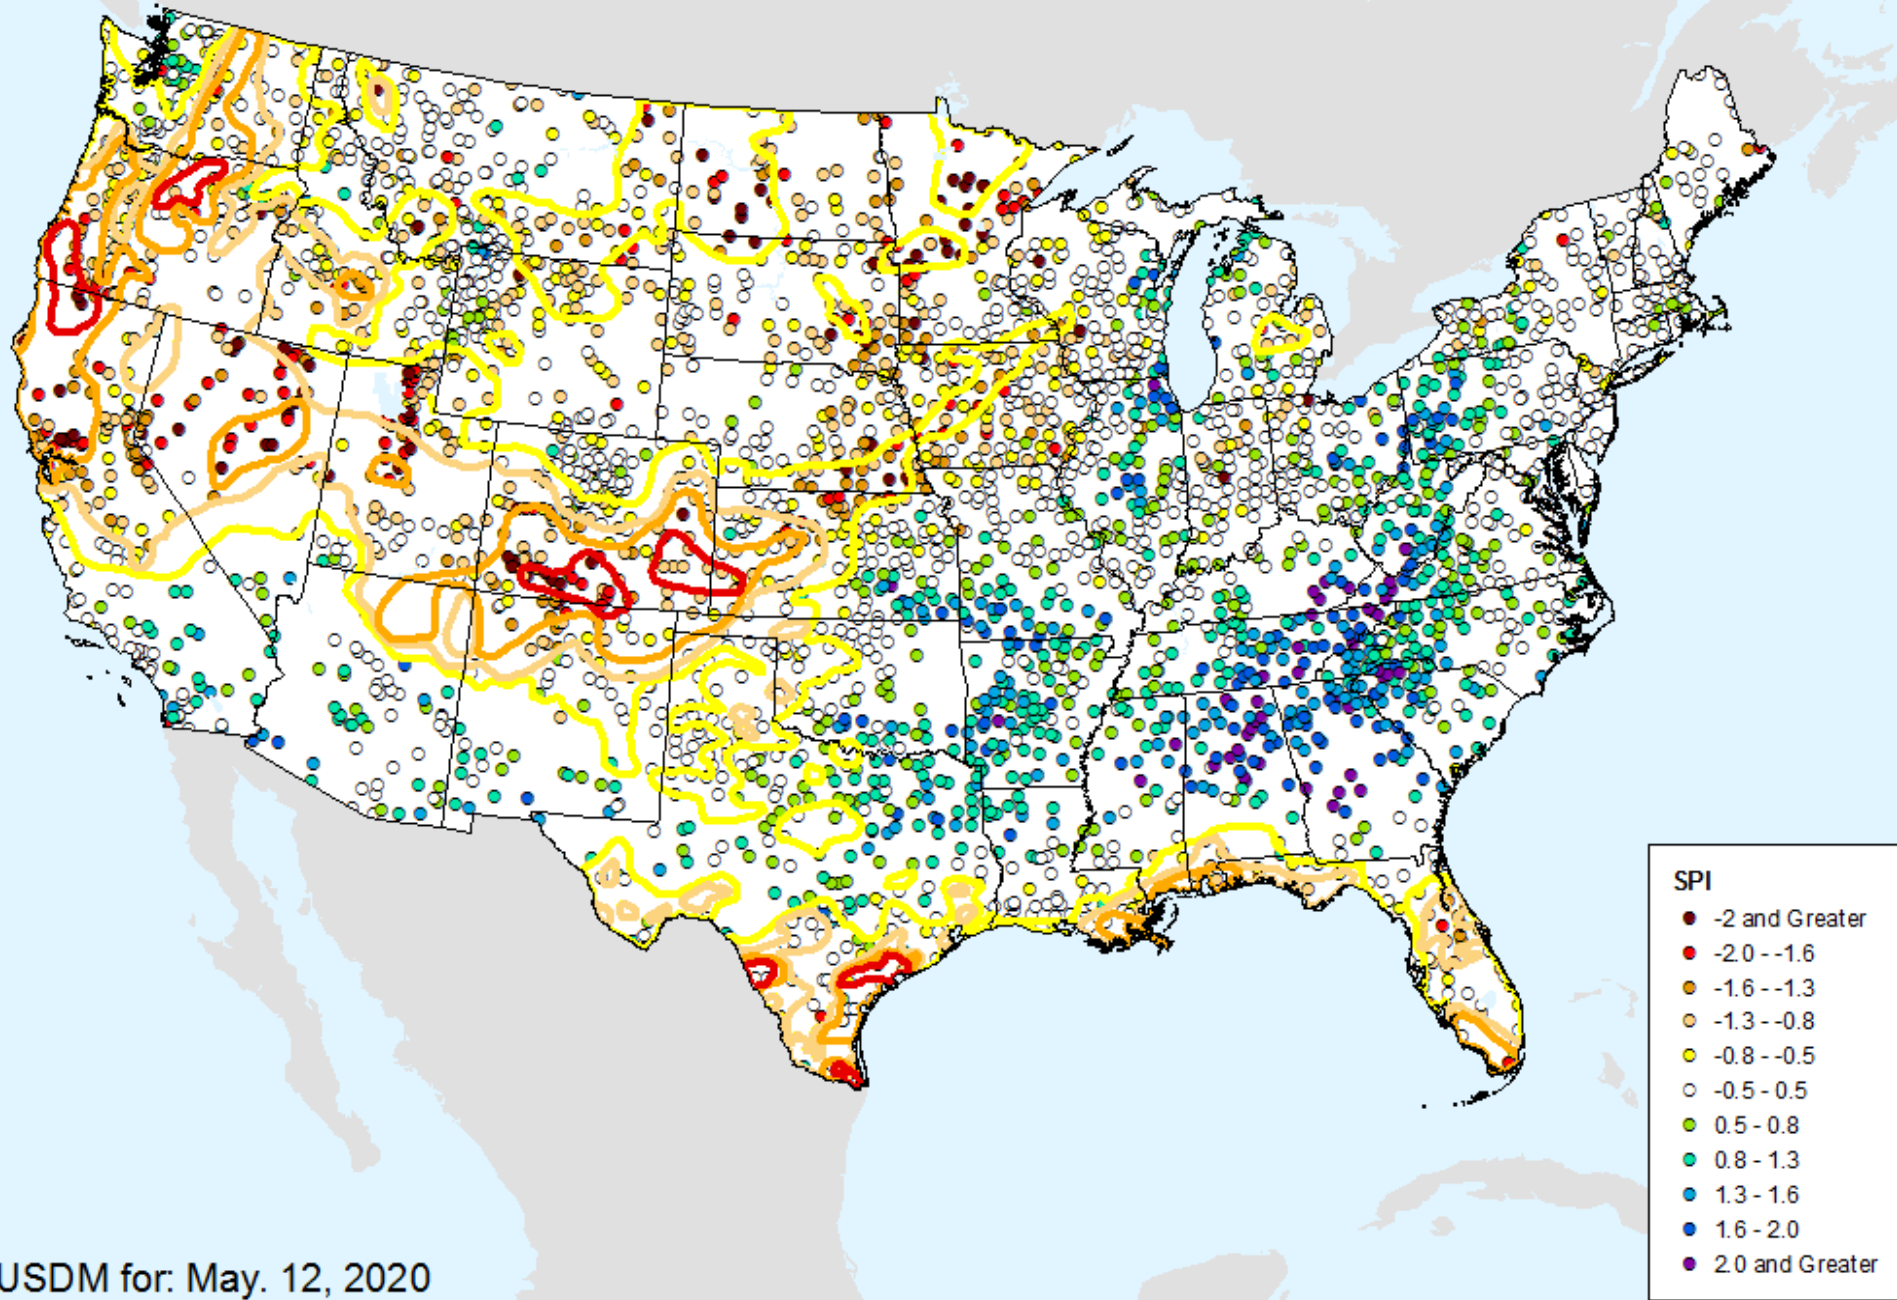 SPI
-2 and Greater
-2.0 - -1.6
-1.6 - -1.3
-1.3 - -0.8
-0.8 - -0.5
-0.5 - 0.5
0.5 - 0.8
0.8 - 1.3
1.3 - 1.6
1.6 - 2.0
2.0 and Greater
USDM for: May. 12, 2020